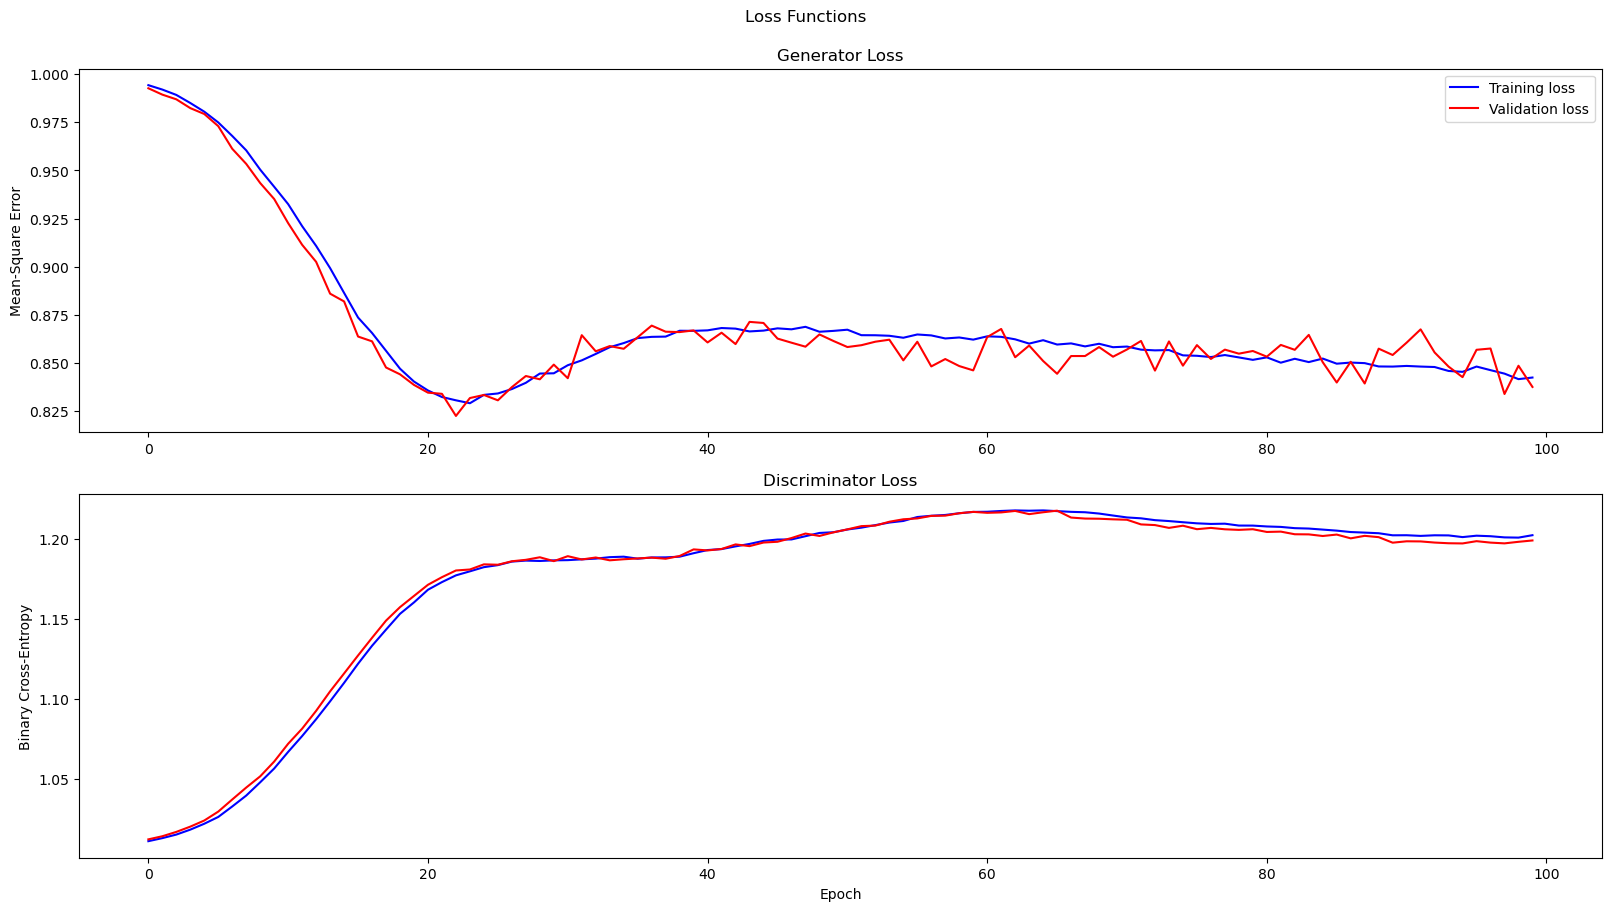 Loss Functions
Generator Loss
Training loss
Validation loss
Mean-Square Error
1.000
0.975
0.950
0.925
0.900
0.875
0.850
0.825
0 20 40 60 80 100
Discriminator Loss
Binary Cross-Entropy
1.20
1.15
1.10
1.05
0 20 40 60 80 100
Epoch